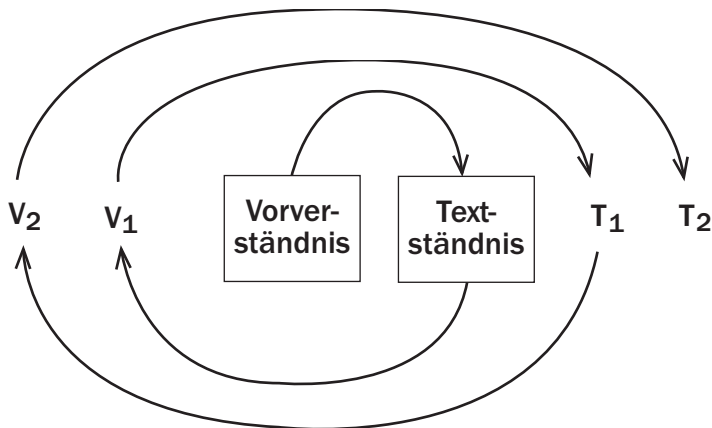 V2
V1
Vorver-
ständnis
Text-
ständnis
T1
T2